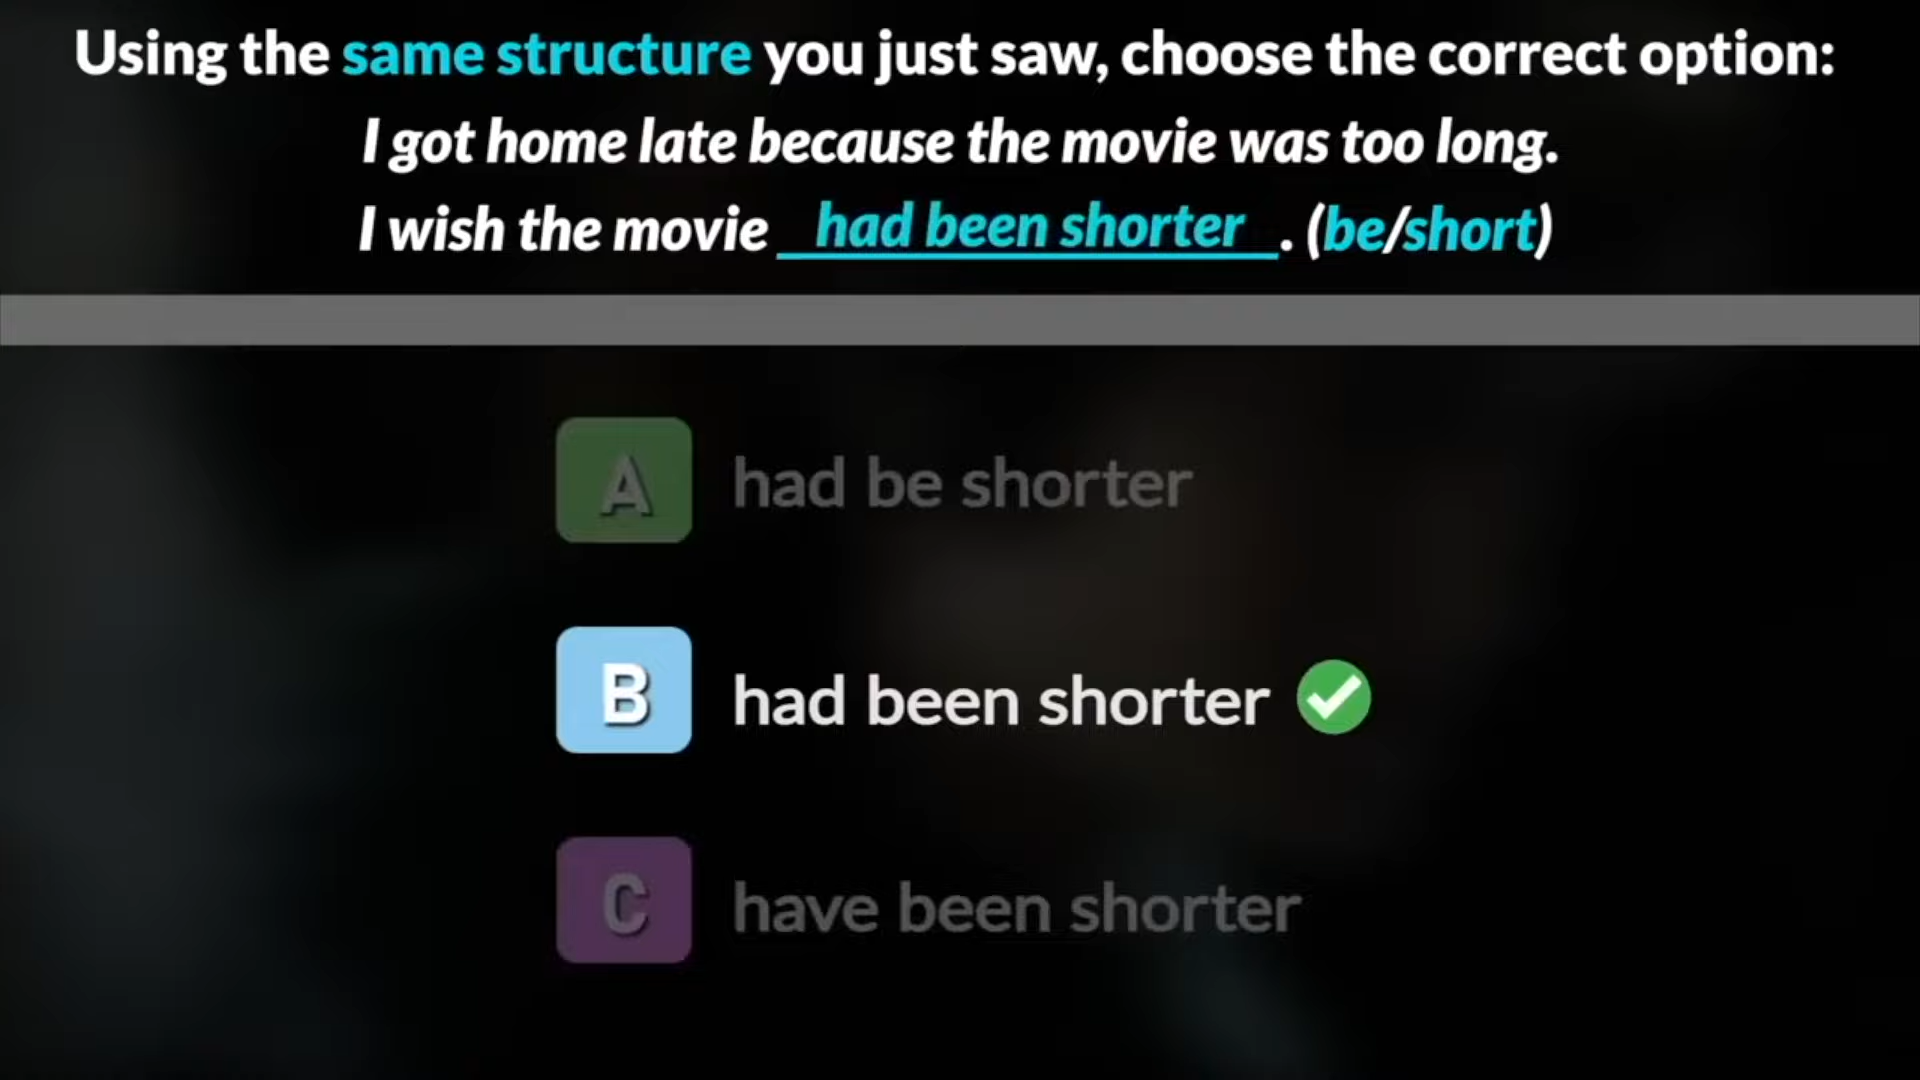 Using the same structure you just saw, choose the correct option:
I got home late because the movie was too long.
I wish the movie had been shorter. (be/short)
A had be shorter
B had been shorter
C have been shorter